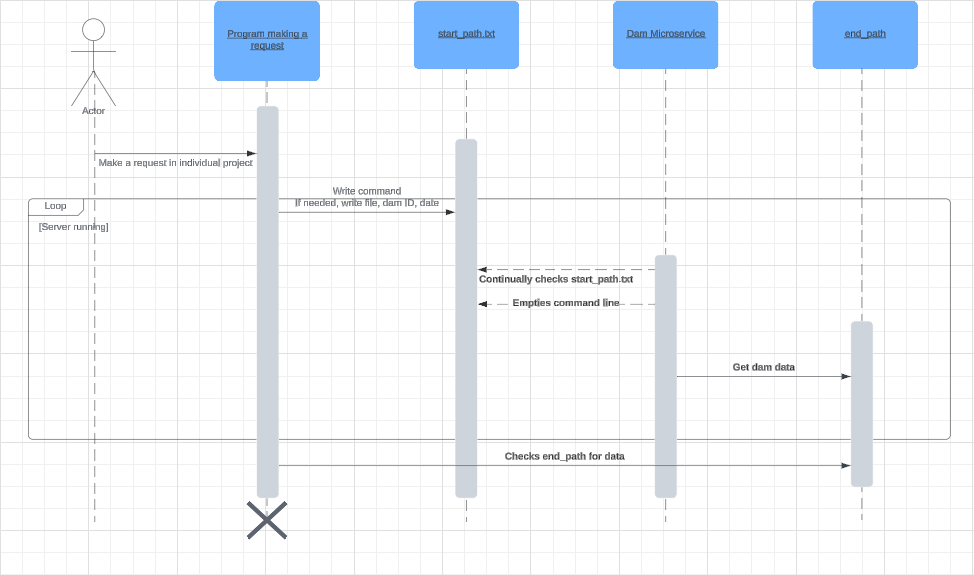 Program making a
request
start_path.txt
Dam Microservice
end_path
Actor
Make a request in individual project
Write command
If needed, write file, dam ID, date
Loop
[Server running]
Continually checks start_path.txt
Empties command line
Get dam data
Checks end_path for data